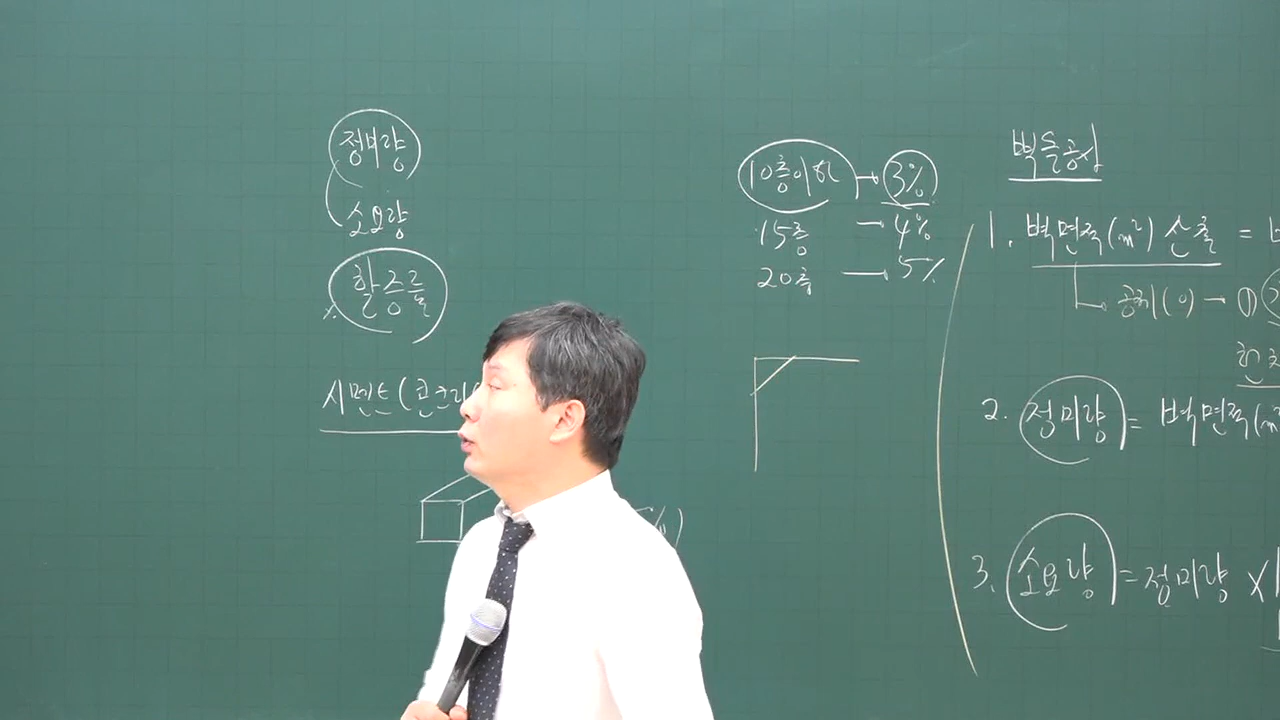 정미량
소요량
할증률
시멘트(콘크리
10층이하 → 3%
15층 → 4%
20층 → 5%
벽돌공사
1. 벽면적(m²) 산출 =
공제(0) → ①
2. 정미량 = 벽면적(m²
3. 소요량 = 정미량 × 1